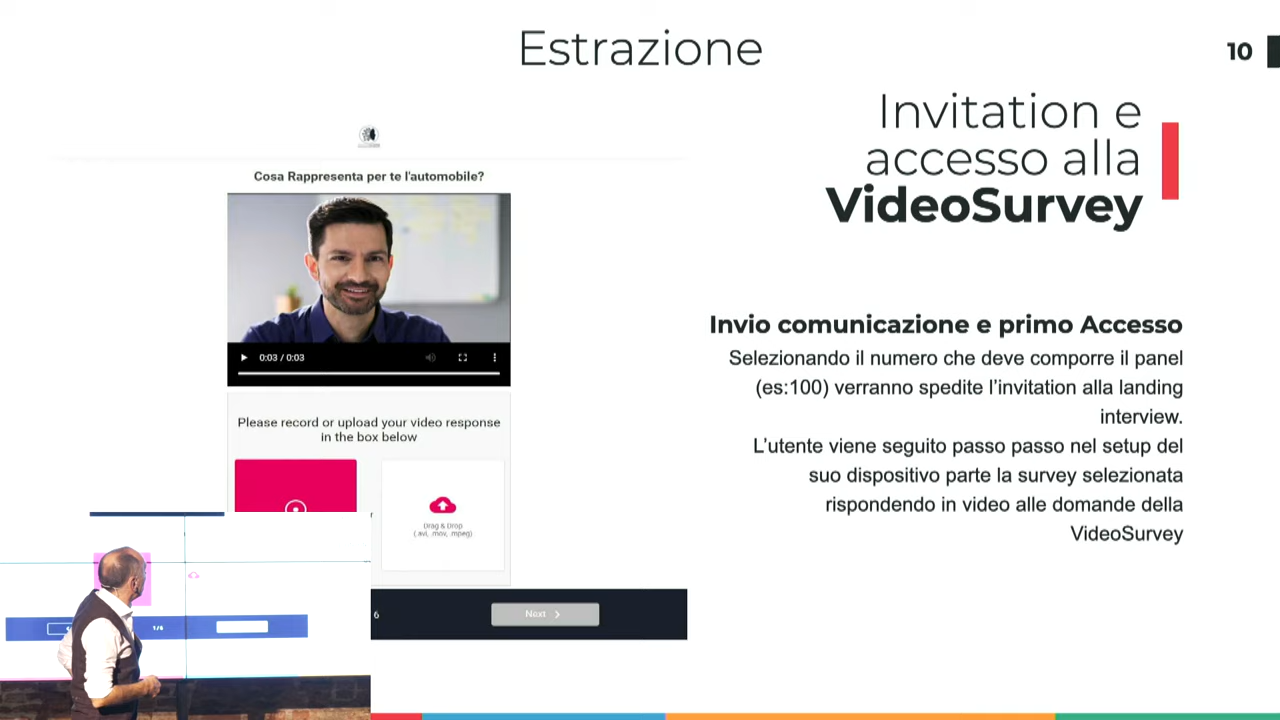 Estrazione
10
Invitation e
accesso alla
VideoSurvey
Cosa Rappresenta per te l'automobile?
0:03 / 0:03
Please record or upload your video response
in the box below
Drag & Drop
(.avi, .mov, .mpeg)
6
Next
1/6
Invio comunicazione e primo Accesso
Selezionando il numero che deve comporre il panel
(es:100) verranno spedite l’invitation alla landing
interview.
L’utente viene seguito passo passo nel setup del
suo dispositivo parte la survey selezionata
rispondendo in video alle domande della
VideoSurvey